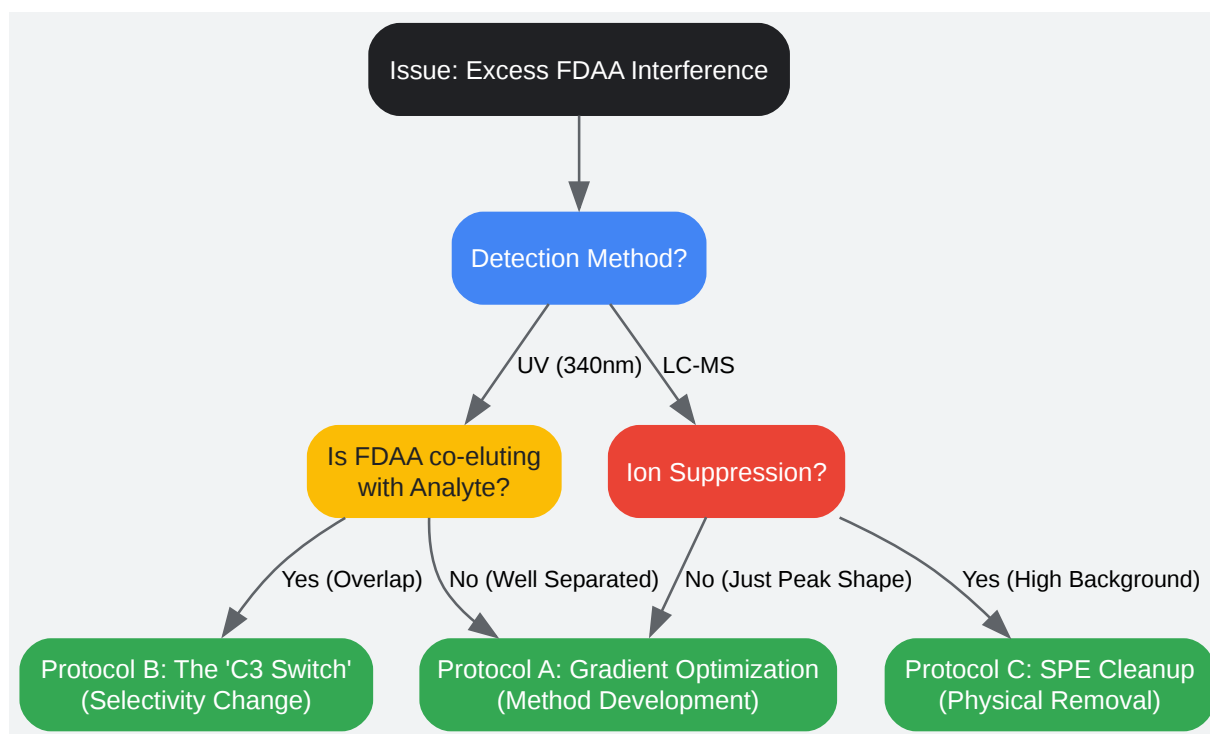 Issue: Excess FDAA Interference
Detection Method?
UV (340nm)
LC-MS
Is FDAA co-eluting
with Analyte?
Ion Suppression?
Yes (Overlap)
No (Well Separated)
No (Just Peak Shape)
Yes (High Background)
Protocol B: The 'C3 Switch'
(Selectivity Change)
Protocol A: Gradient Optimization
(Method Development)
Protocol C: SPE Cleanup
(Physical Removal)